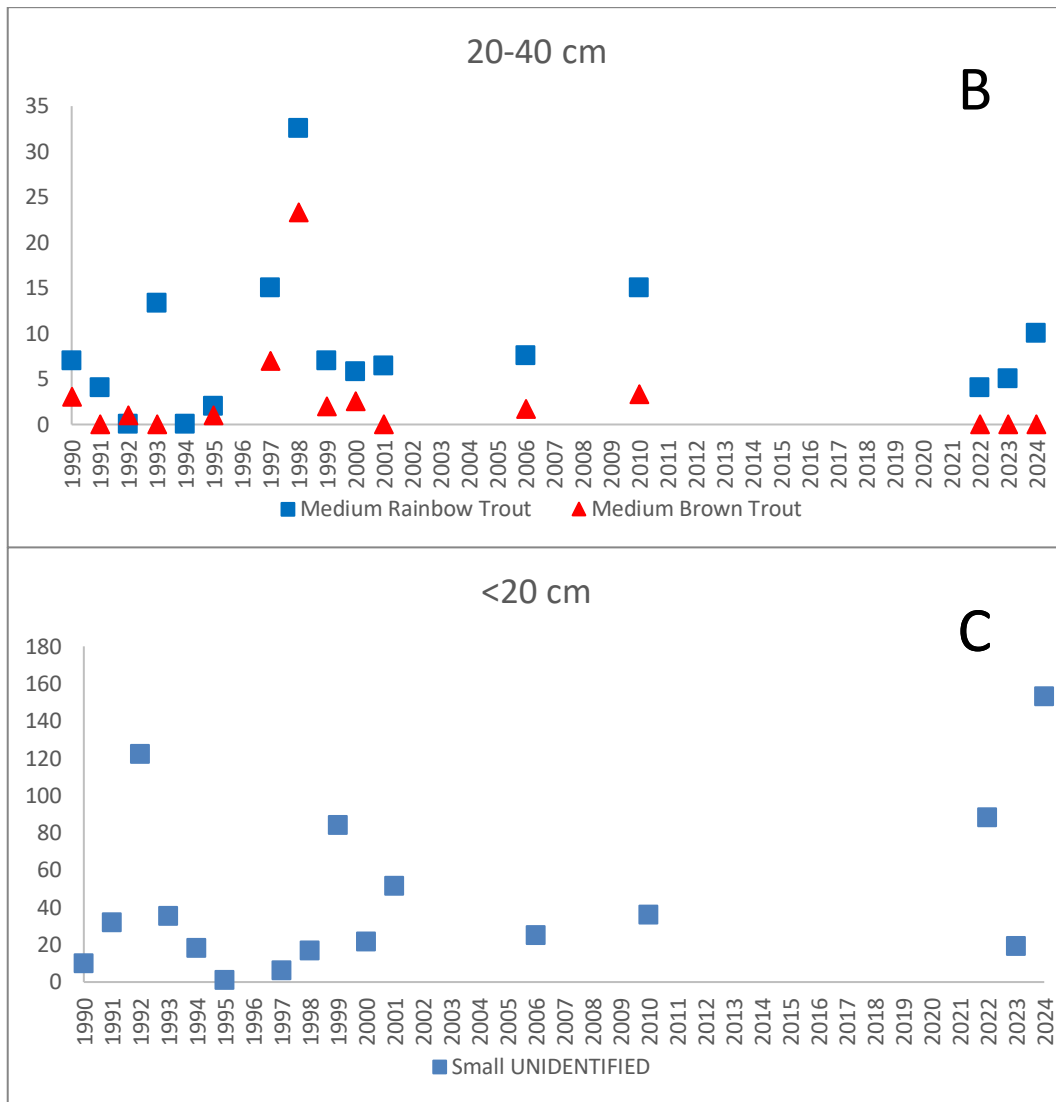 20-40 cm
B
35
30
25
20
15
10
5
0
1990 1991 1992 1993 1994 1995 1996 1997 1998 1999 2000 2001 2002 2003 2004 2005 2006 2007 2008 2009 2010 2011 2012 2013 2014 2015 2016 2017 2018 2019 2020 2021 2022 2023 2024
Medium Rainbow Trout Medium Brown Trout
<20 cm
C
180
160
140
120
100
80
60
40
20
0
1990 1991 1992 1993 1994 1995 1996 1997 1998 1999 2000 2001 2002 2003 2004 2005 2006 2007 2008 2009 2010 2011 2012 2013 2014 2015 2016 2017 2018 2019 2020 2021 2022 2023 2024
Small UNIDENTIFIED